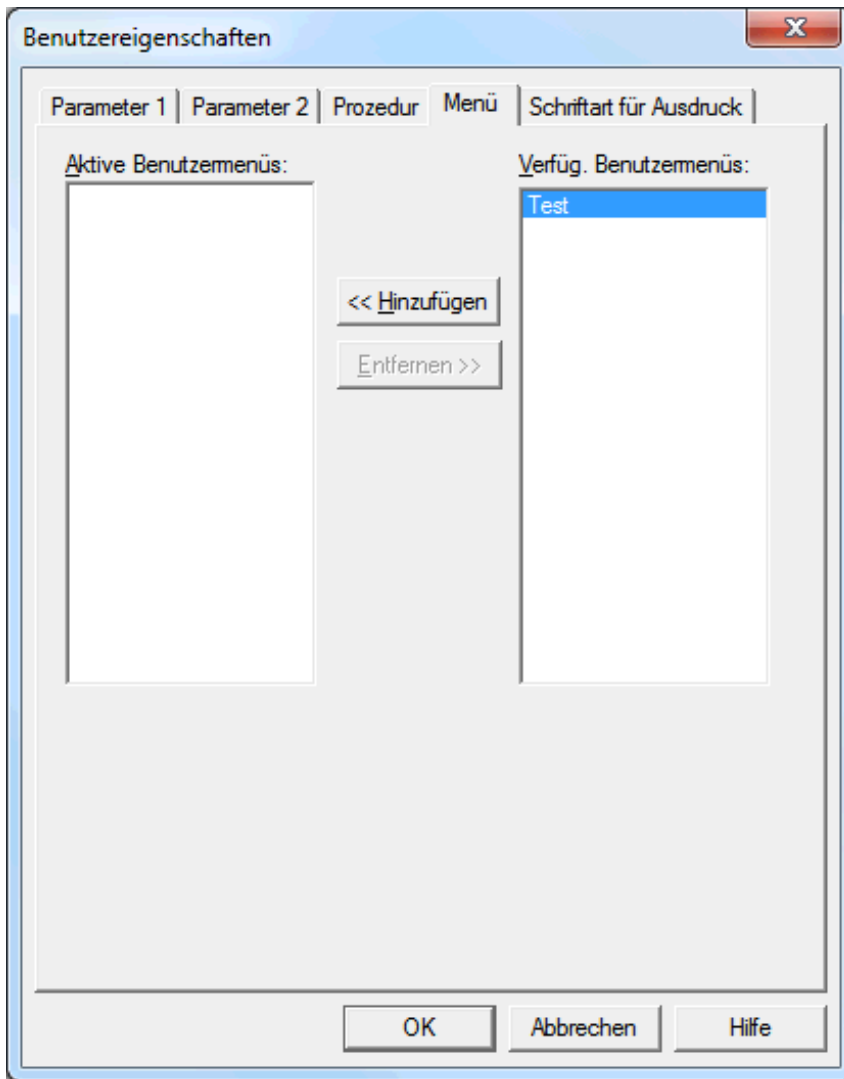 Benutzereigenschaften
Parameter 1 Parameter 2 Prozedur Menü Schriftart für Ausdruck
Aktive Benutzermenüs: Verfüg. Benutzermenüs:
Test
<< Hinzufügen
Entfernen >>
OK Abbrechen Hilfe